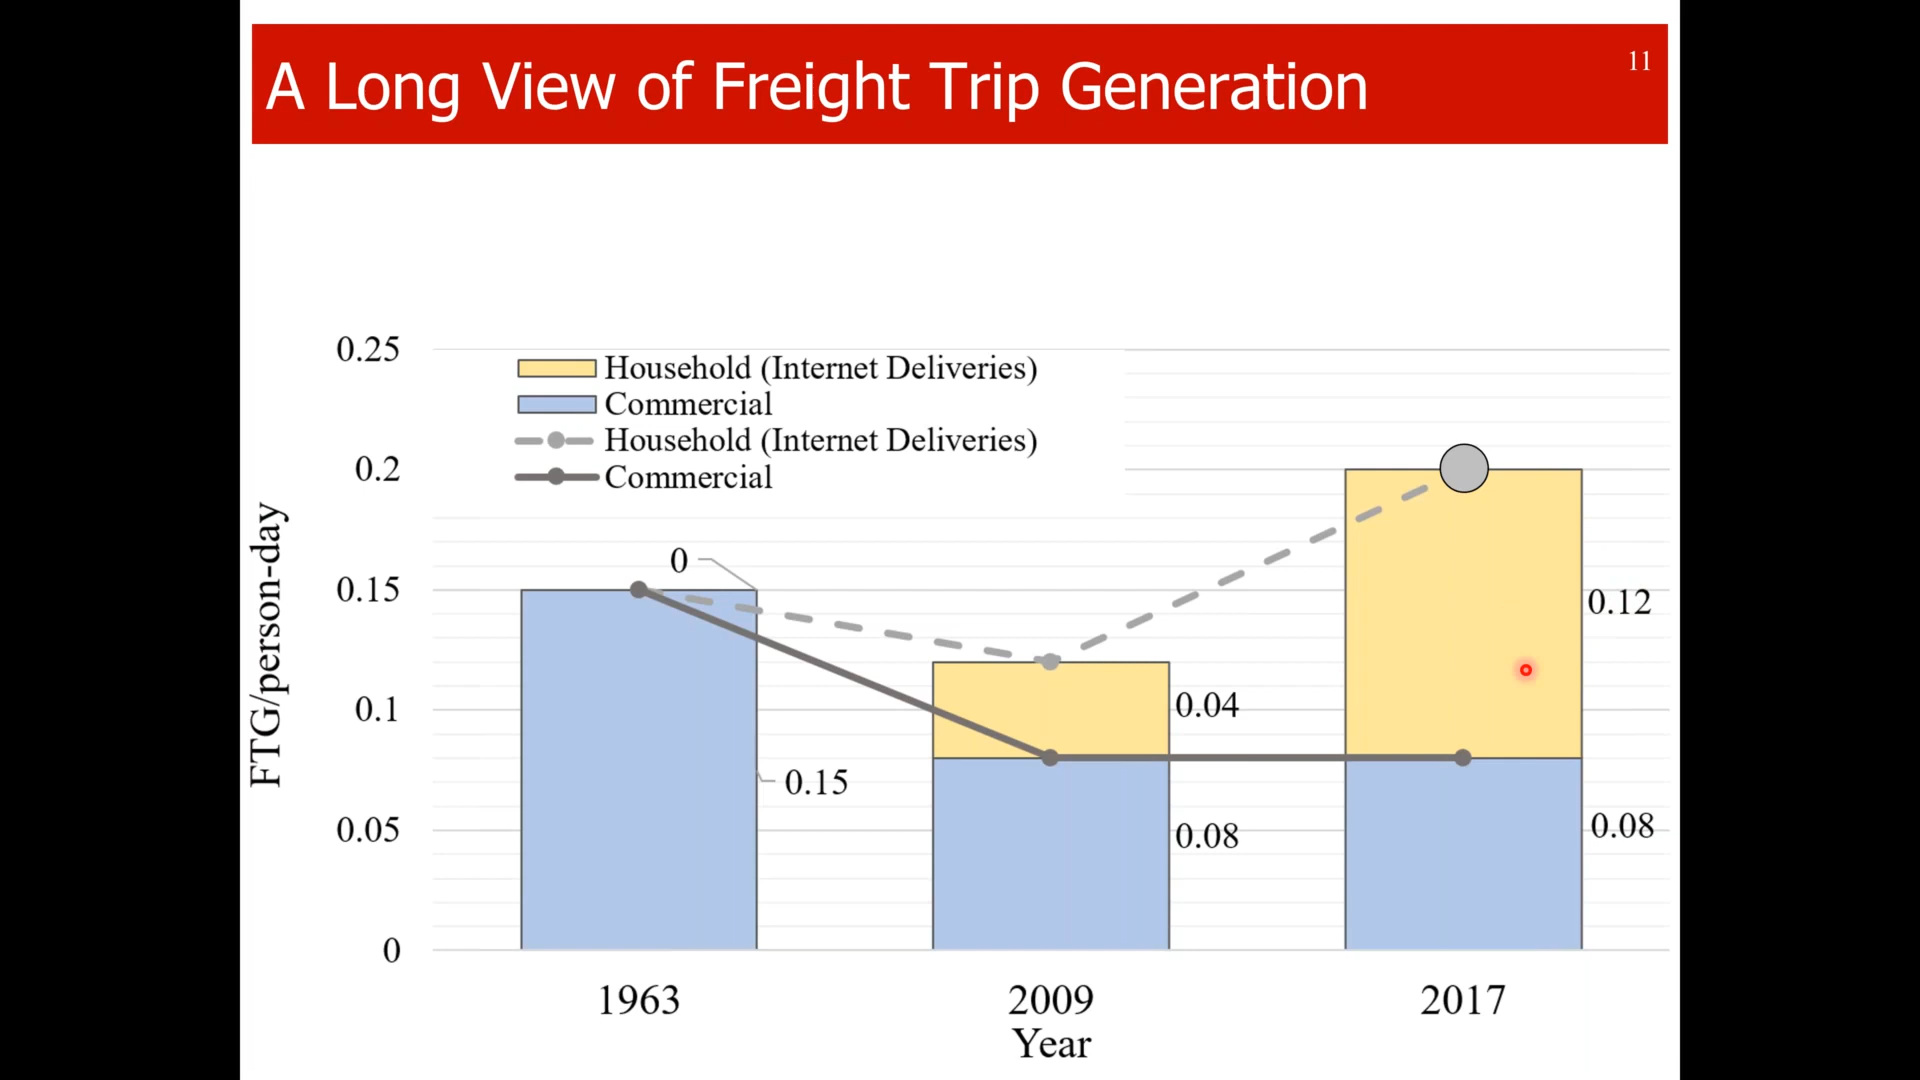 A Long View of Freight Trip Generation
11
0.25
0.2
0.15
0.1
0.05
0
FTG/person-day
Household (Internet Deliveries)
Commercial
Household (Internet Deliveries)
Commercial
0
0.15
0.04
0.08
0.12
0.08
1963
2009
2017
Year